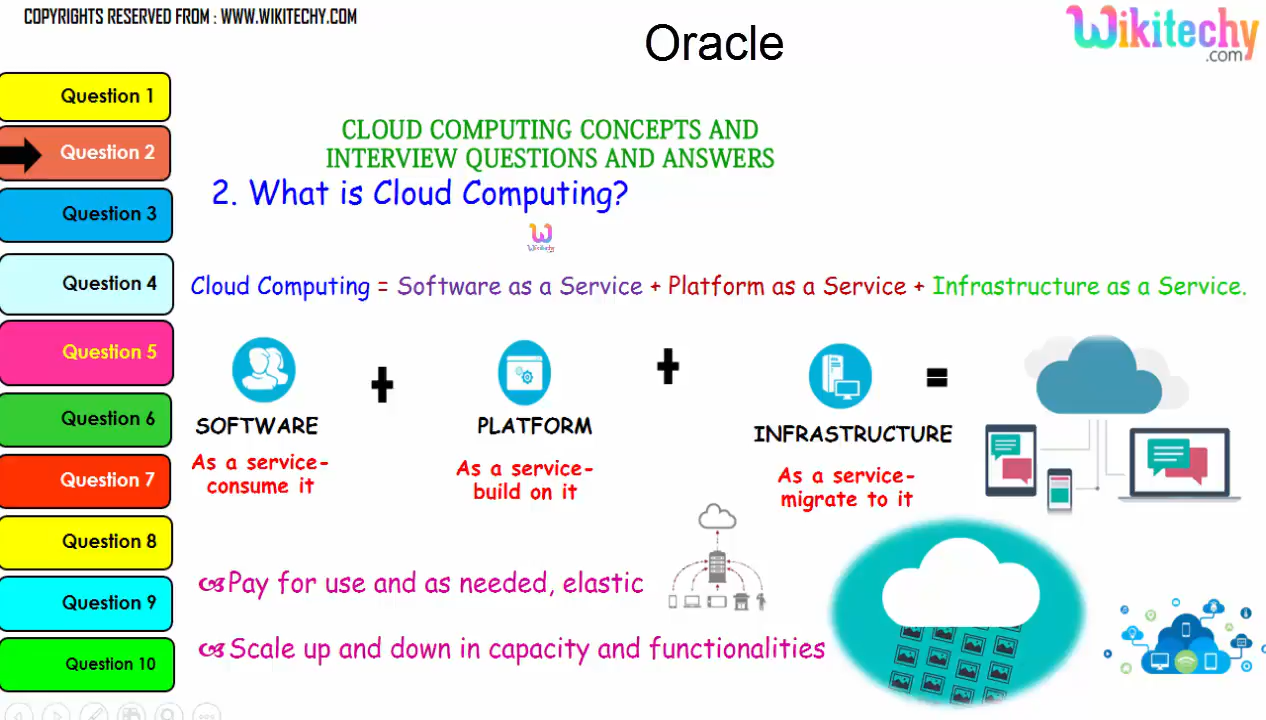 COPYRIGHTS RESERVED FROM : WWW.WIKITECHY.COM
Oracle
Wikitechy
.com
Question 1
Question 2
Question 3
Question 4
Question 5
Question 6
Question 7
Question 8
Question 9
Question 10
CLOUD COMPUTING CONCEPTS AND
INTERVIEW QUESTIONS AND ANSWERS
2. What is Cloud Computing?
Wikitechy
Cloud Computing = Software as a Service + Platform as a Service + Infrastructure as a Service.
+ + =
SOFTWARE PLATFORM INFRASTRUCTURE
As a service-
consume it
As a service-
build on it
As a service-
migrate to it
Pay for use and as needed, elastic
Scale up and down in capacity and functionalities